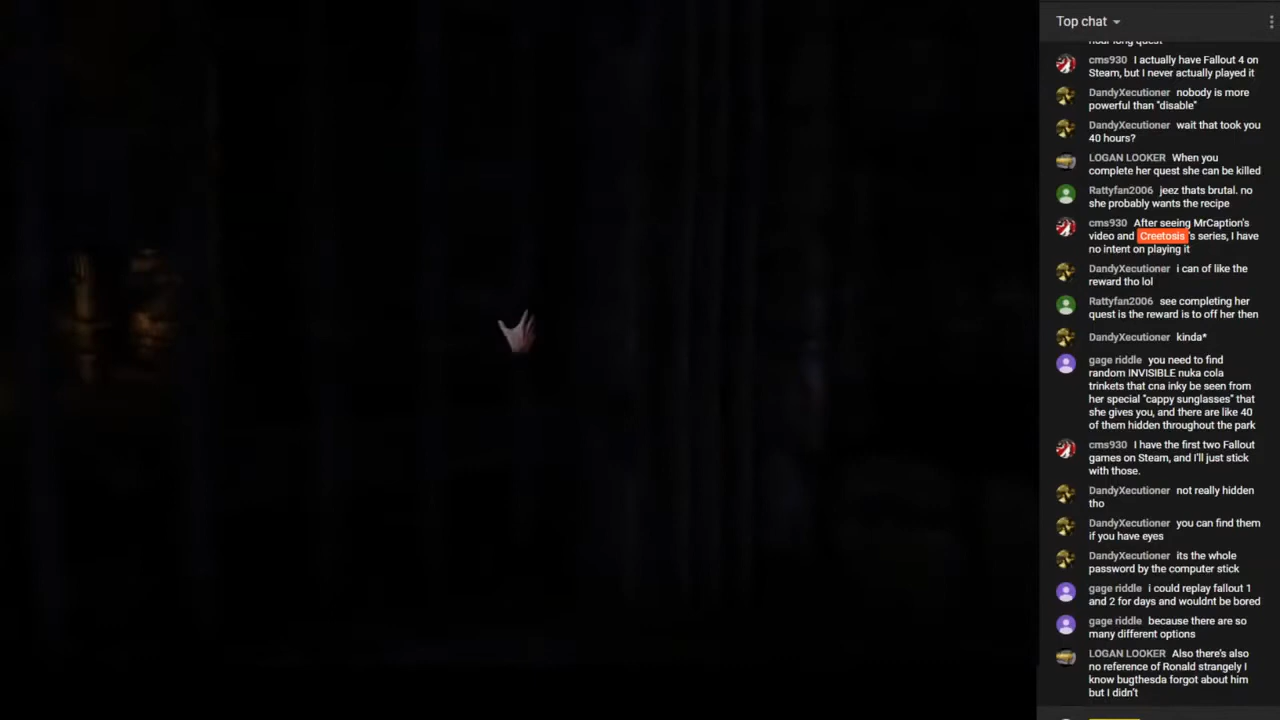 Top chat
hour long quest
cms930 I actually have Fallout 4 on
Steam, but I never actually played it
DandyXecutioner nobody is more
powerful than "disable"
DandyXecutioner wait that took you
40 hours?
LOGAN LOOKER When you
complete her quest she can be killed
Rattyfan2006 jeez thats brutal. no
she probably wants the recipe
cms930 After seeing MrCaption's
video and Creetosis 's series, I have
no intent on playing it
DandyXecutioner i can of like the
reward tho lol
Rattyfan2006 see completing her
quest is the reward is to off her then
DandyXecutioner kinda*
gage riddle you need to find
random INVISIBLE nuka cola
trinkets that cna inky be seen from
her special "cappy sunglasses" that
she gives you, and there are like 40
of them hidden throughout the park
cms930 I have the first two Fallout
games on Steam, and I'll just stick
with those.
DandyXecutioner not really hidden
tho
DandyXecutioner you can find them
if you have eyes
DandyXecutioner its the whole
password by the computer stick
gage riddle i could replay fallout 1
and 2 for days and wouldnt be bored
gage riddle because there are so
many different options
LOGAN LOOKER Also there's also
no reference of Ronald strangely I
know bugthesda forgot about him
but I didn't